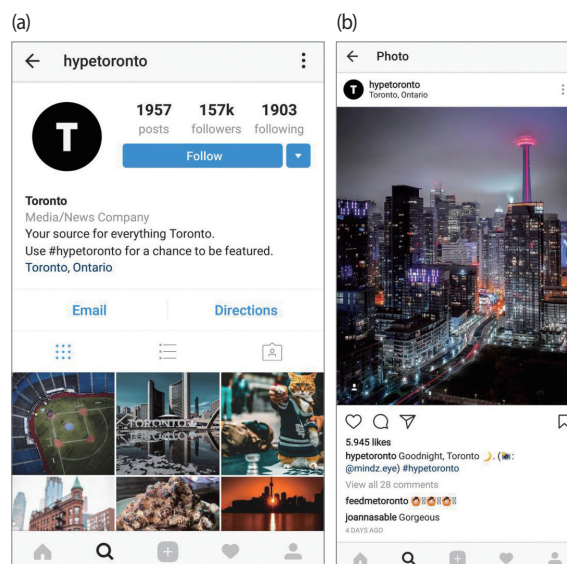 (a)
hypetoronto
T
1957 157k 1903
posts followers following
Follow
Toronto
Media/News Company
Your source for everything Toronto.
Use #hypetoronto for a chance to be featured.
Toronto, Ontario
Email Directions
TORONTO
(b)
Photo
T
hypetoronto
Toronto, Ontario
5.945 likes
hypetoronto Goodnight, Toronto 🌙. (📸:
@mindz.eye) #hypetoronto
View all 28 comments
feedmetoronto
joannasable Gorgeous
4 DAYS AGO